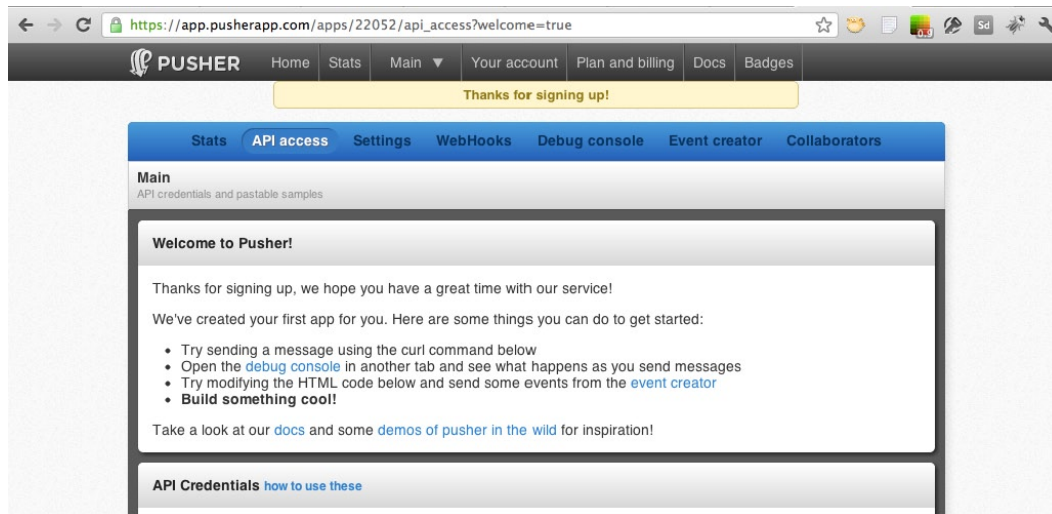 https://app.pusherapp.com/apps/22052/api_access?welcome=true
PUSHER Home Stats Main ▼ Your account Plan and billing Docs Badges
Thanks for signing up!
Stats API access Settings WebHooks Debug console Event creator Collaborators
Main
API credentials and pastable samples
Welcome to Pusher!
Thanks for signing up, we hope you have a great time with our service!
We've created your first app for you. Here are some things you can do to get started:
• Try sending a message using the curl command below
• Open the debug console in another tab and see what happens as you send messages
• Try modifying the HTML code below and send some events from the event creator
• Build something cool!
Take a look at our docs and some demos of pusher in the wild for inspiration!
API Credentials how to use these